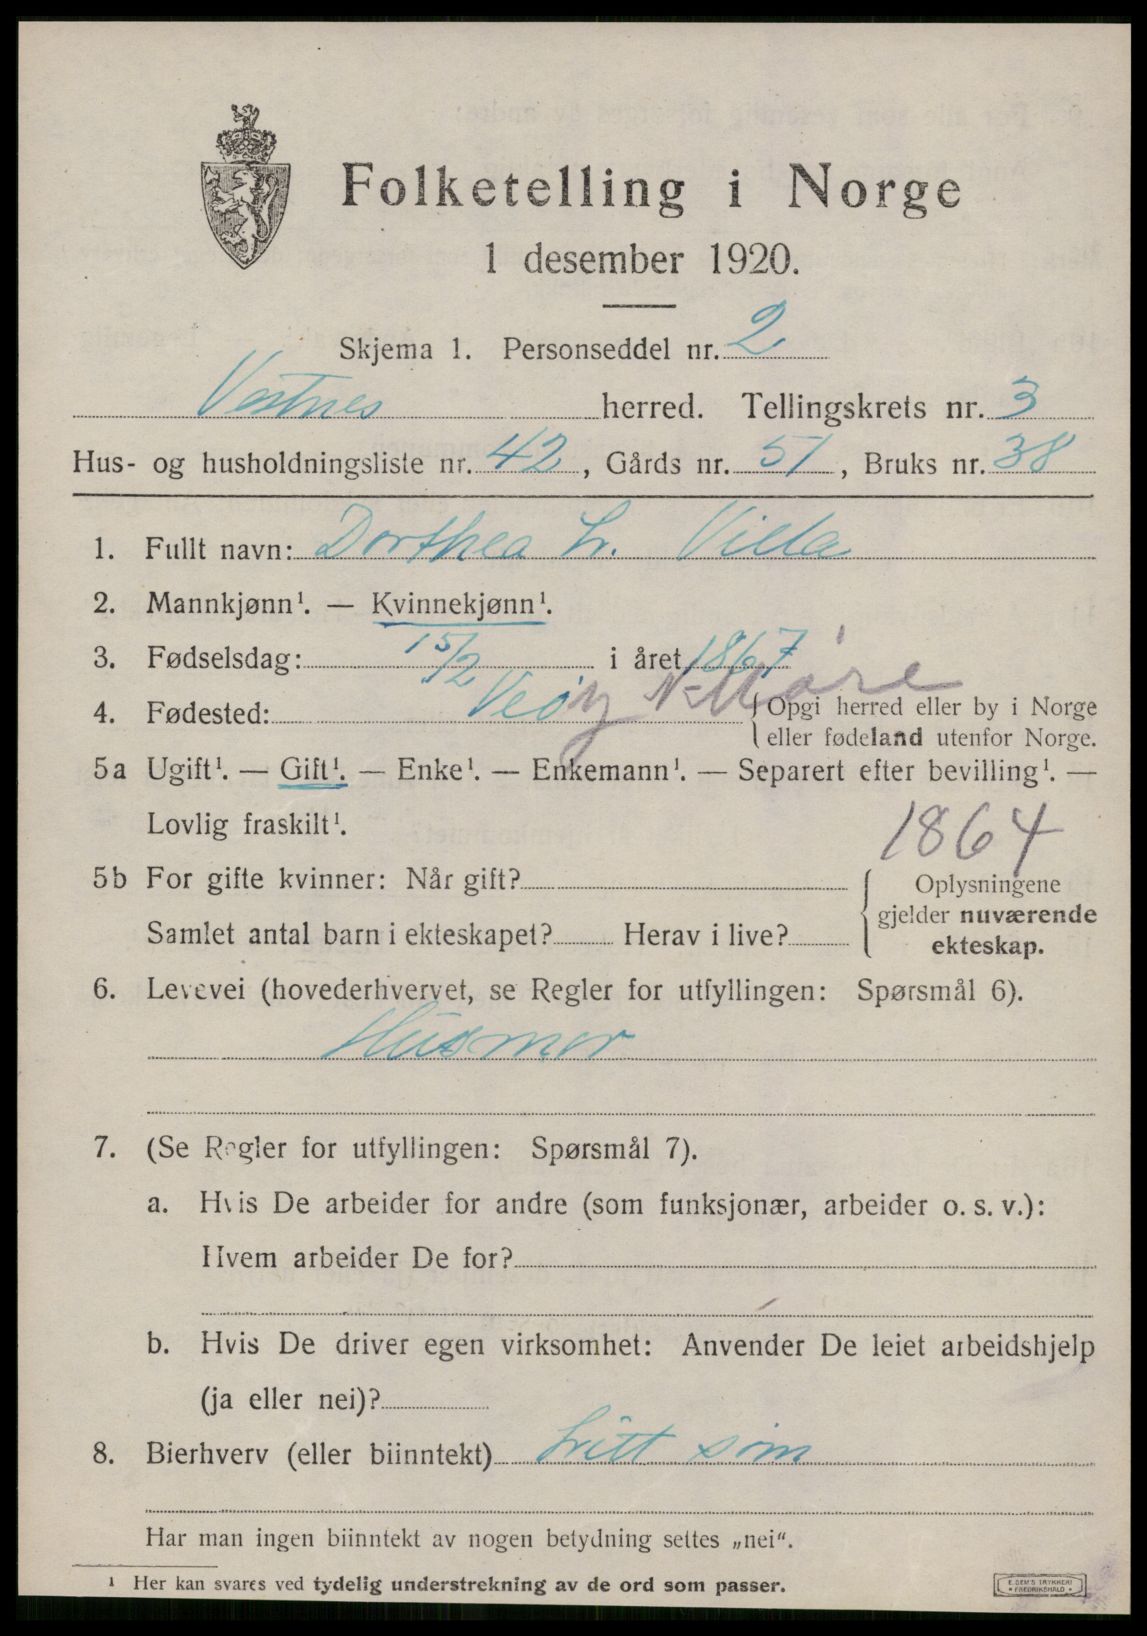 Folketelling i Norge
1 desember 1920.
Skjema 1. Personseddel nr. 2
Vestnes herred. Tellingskrets nr. 3
Hus- og husholdningsliste nr. 42, Gårds nr. 51, Bruks nr. 38
1. Fullt navn: Dorthea L. Villa
2. Mannkjønn¹. — Kvinnekjønn¹.
3. Fødselsdag: 15/2 i året 1867
4. Fødested: Veøy N-Møre
{Opgi herred eller by i Norge
eller fødeland utenfor Norge.
5a Ugift¹. — Gift¹. — Enke¹. — Enkemann¹. — Separert efter bevilling¹. —
Lovlig fraskilt¹.
1864
5b For gifte kvinner: Når gift?
Samlet antal barn i ekteskapet? Herav i live?
{Oplysningene
gjelder nuværende
ekteskap.
6. Levevei (hovederhvervet, se Regler for utfyllingen: Spørsmål 6).
Husmor
7. (Se Regler for utfyllingen: Spørsmål 7).
a. Hvis De arbeider for andre (som funksjonær, arbeider o. s. v.):
Hvem arbeider De for?
b. Hvis De driver egen virksomhet: Anvender De leiet arbeidshjelp
(ja eller nei)?
8. Bierhverv (eller biinntekt) Litt søm
Har man ingen biinntekt av nogen betydning settes „nei“.
¹ Her kan svares ved tydelig understrekning av de ord som passer.
E. SEM'S TRYKKERI
FREDRIKSHALD